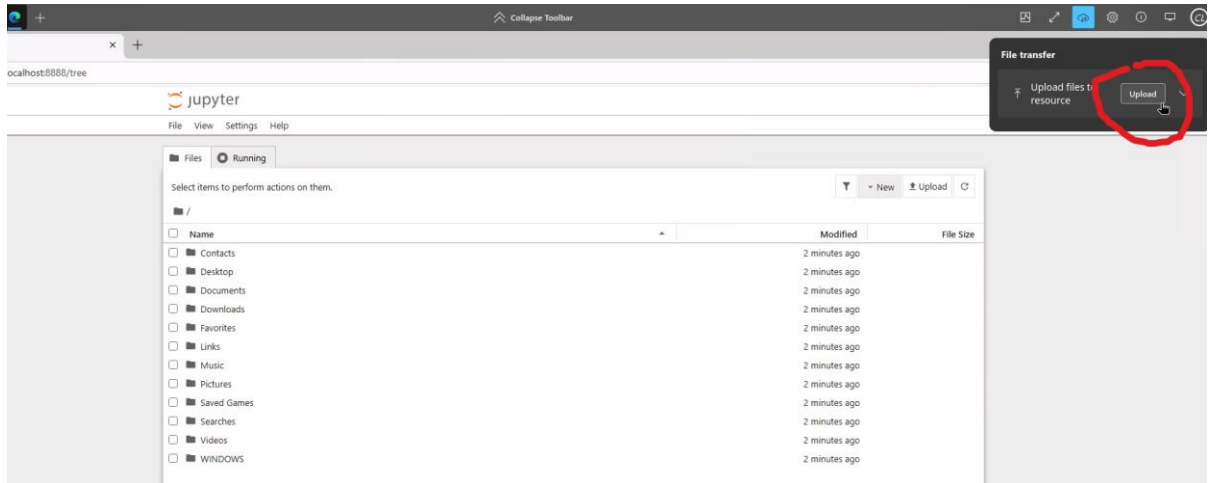 Collapse Toolbar
CL
ocalhost:8888/tree
File transfer
Upload files to
resource
Upload
jupyter
File View Settings Help
Files Running
Select items to perform actions on them.
New Upload
/
Name Modified File Size
Contacts 2 minutes ago
Desktop 2 minutes ago
Documents 2 minutes ago
Downloads 2 minutes ago
Favorites 2 minutes ago
Links 2 minutes ago
Music 2 minutes ago
Pictures 2 minutes ago
Saved Games 2 minutes ago
Searches 2 minutes ago
Videos 2 minutes ago
WINDOWS 2 minutes ago